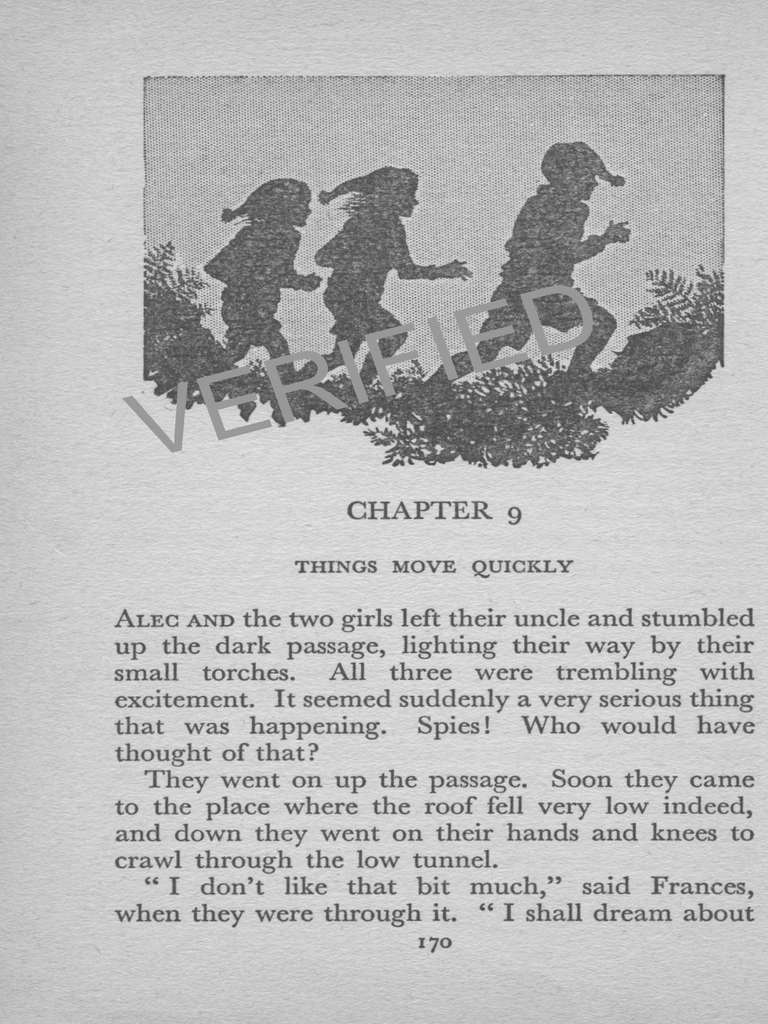 VERIFIED
CHAPTER 9
THINGS MOVE QUICKLY
ALEC AND the two girls left their uncle and stumbled
up the dark passage, lighting their way by their
small torches. All three were trembling with
excitement. It seemed suddenly a very serious thing
that was happening. Spies! Who would have
thought of that?
They went on up the passage. Soon they came
to the place where the roof fell very low indeed,
and down they went on their hands and knees to
crawl through the low tunnel.
“ I don’t like that bit much,” said Frances,
when they were through it. “ I shall dream about
170